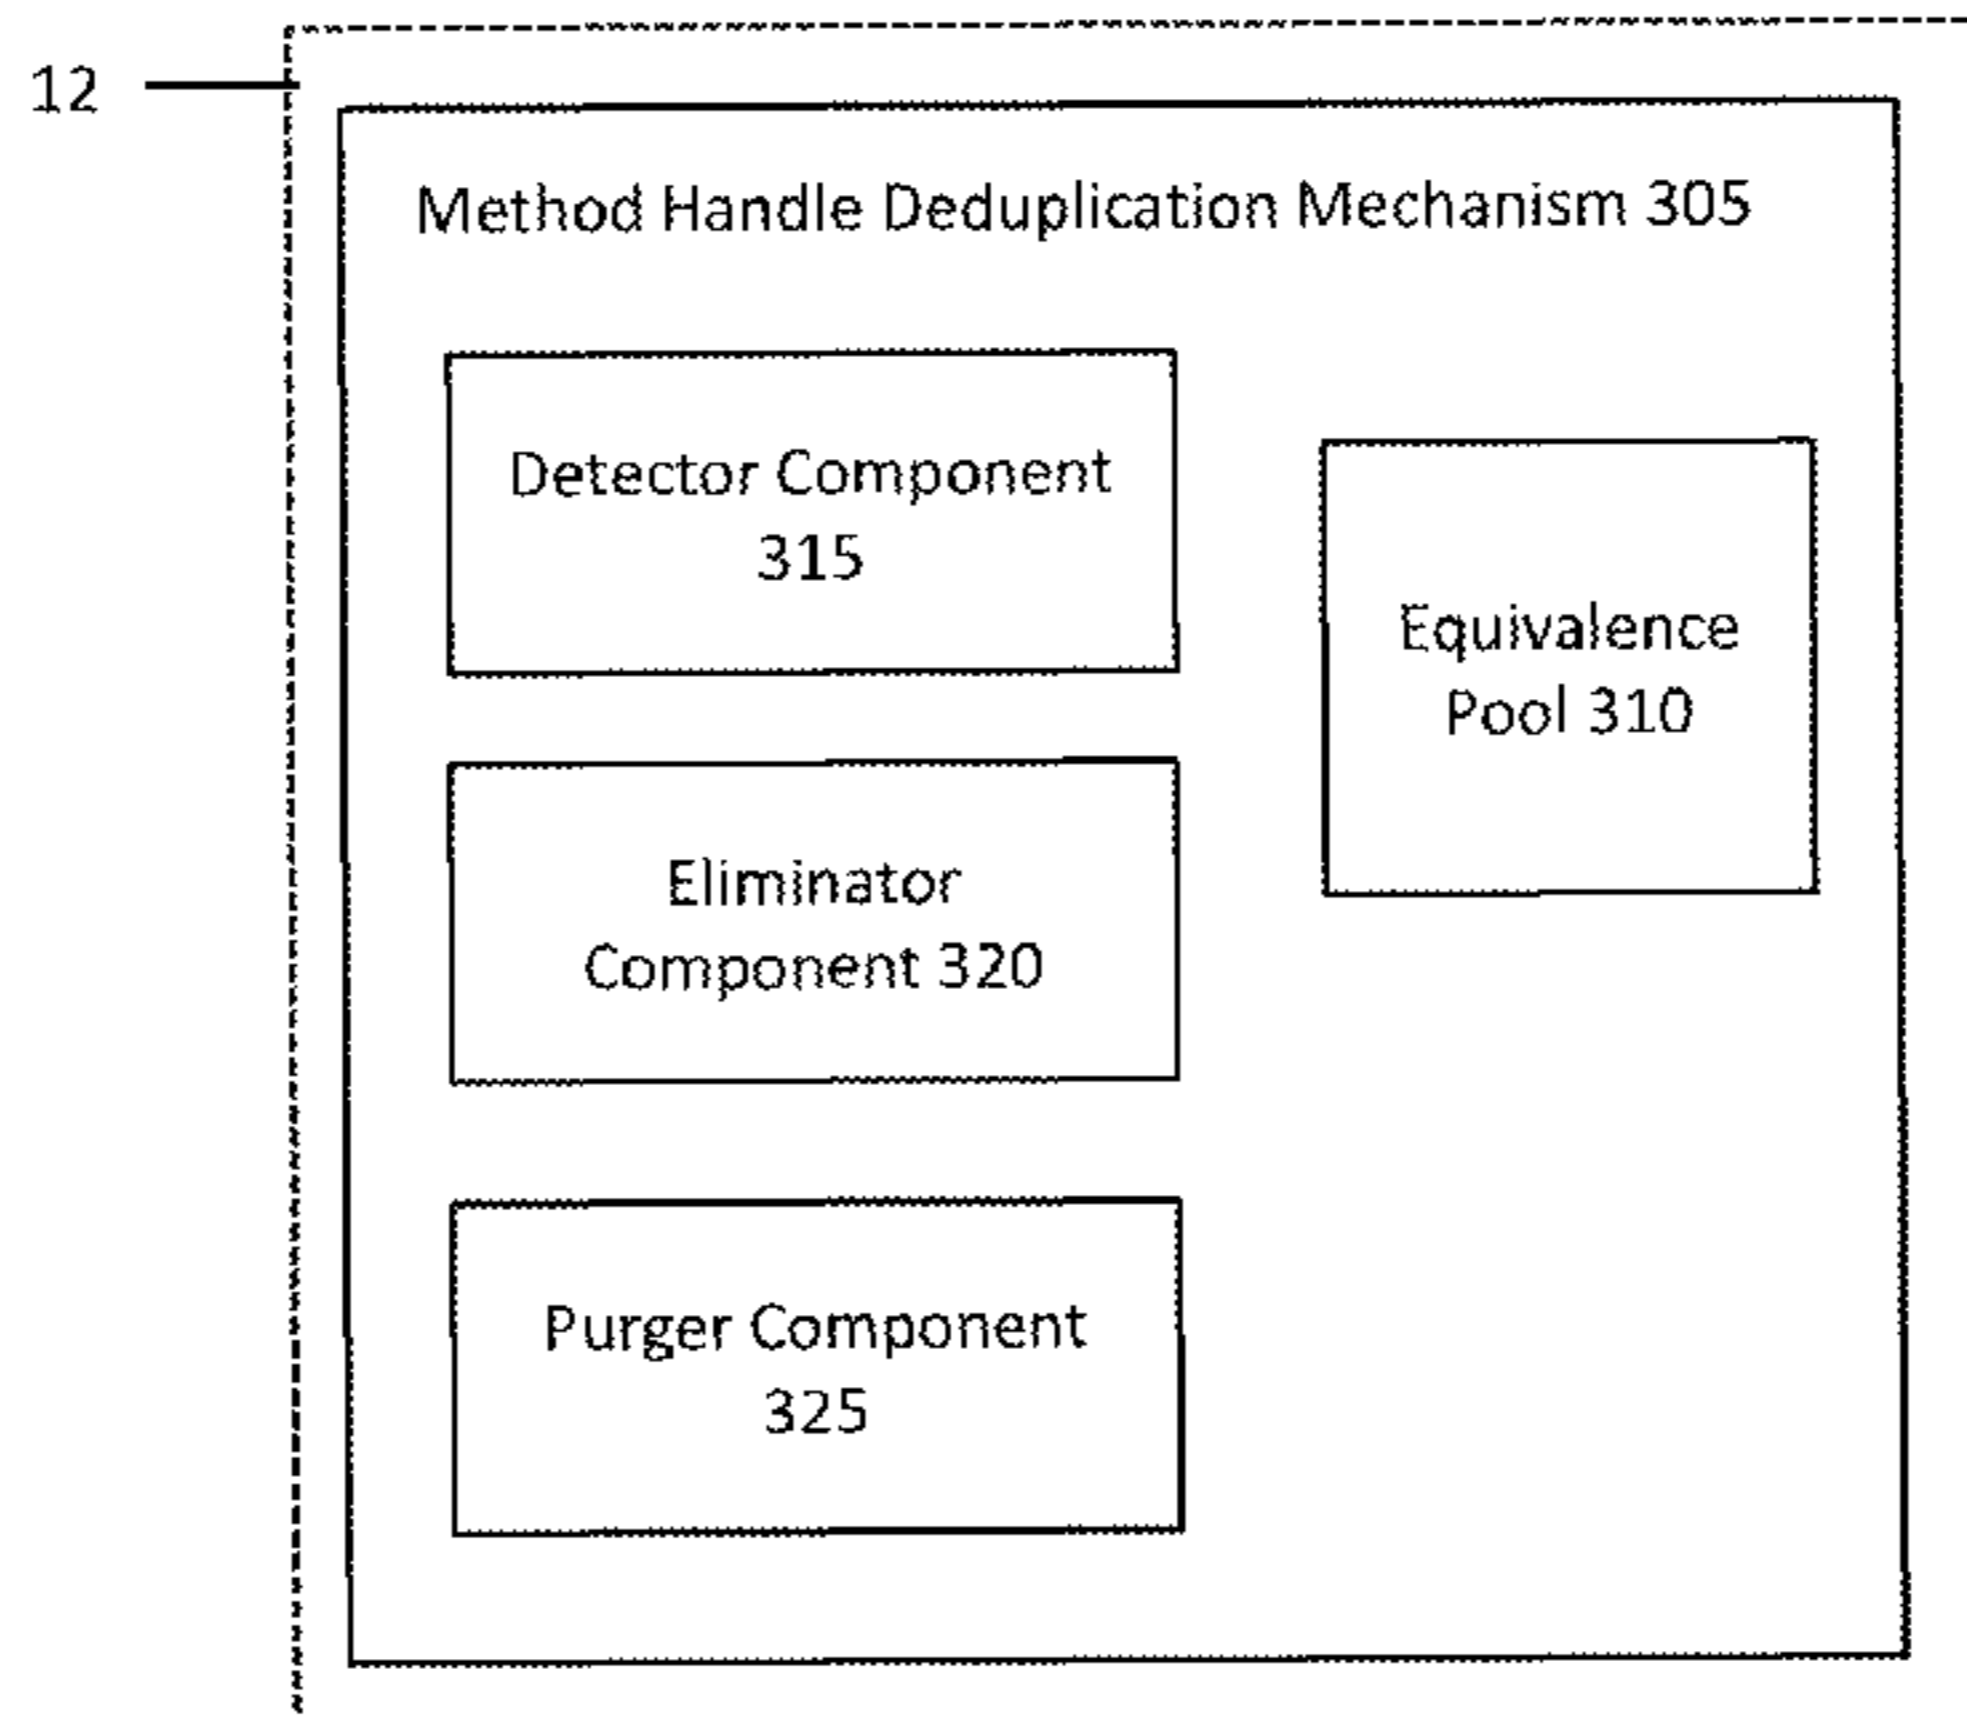 12
Method Handle Deduplication Mechanism 305
Detector Component
315
Equivalence
Pool 310
Eliminator
Component 320
Purger Component
325